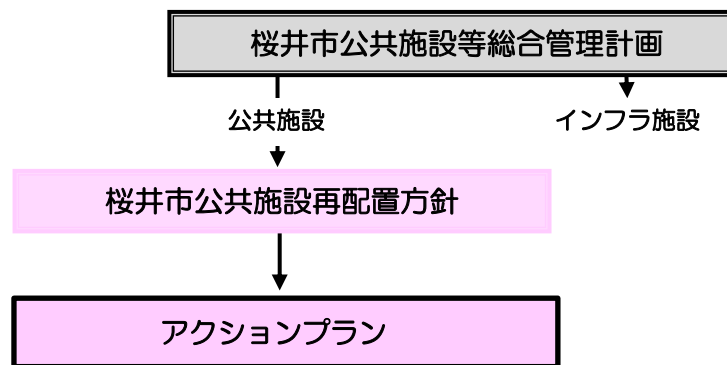 桜井市公共施設等総合管理計画
公共施設
インフラ施設
桜井市公共施設再配置方針
アクションプラン